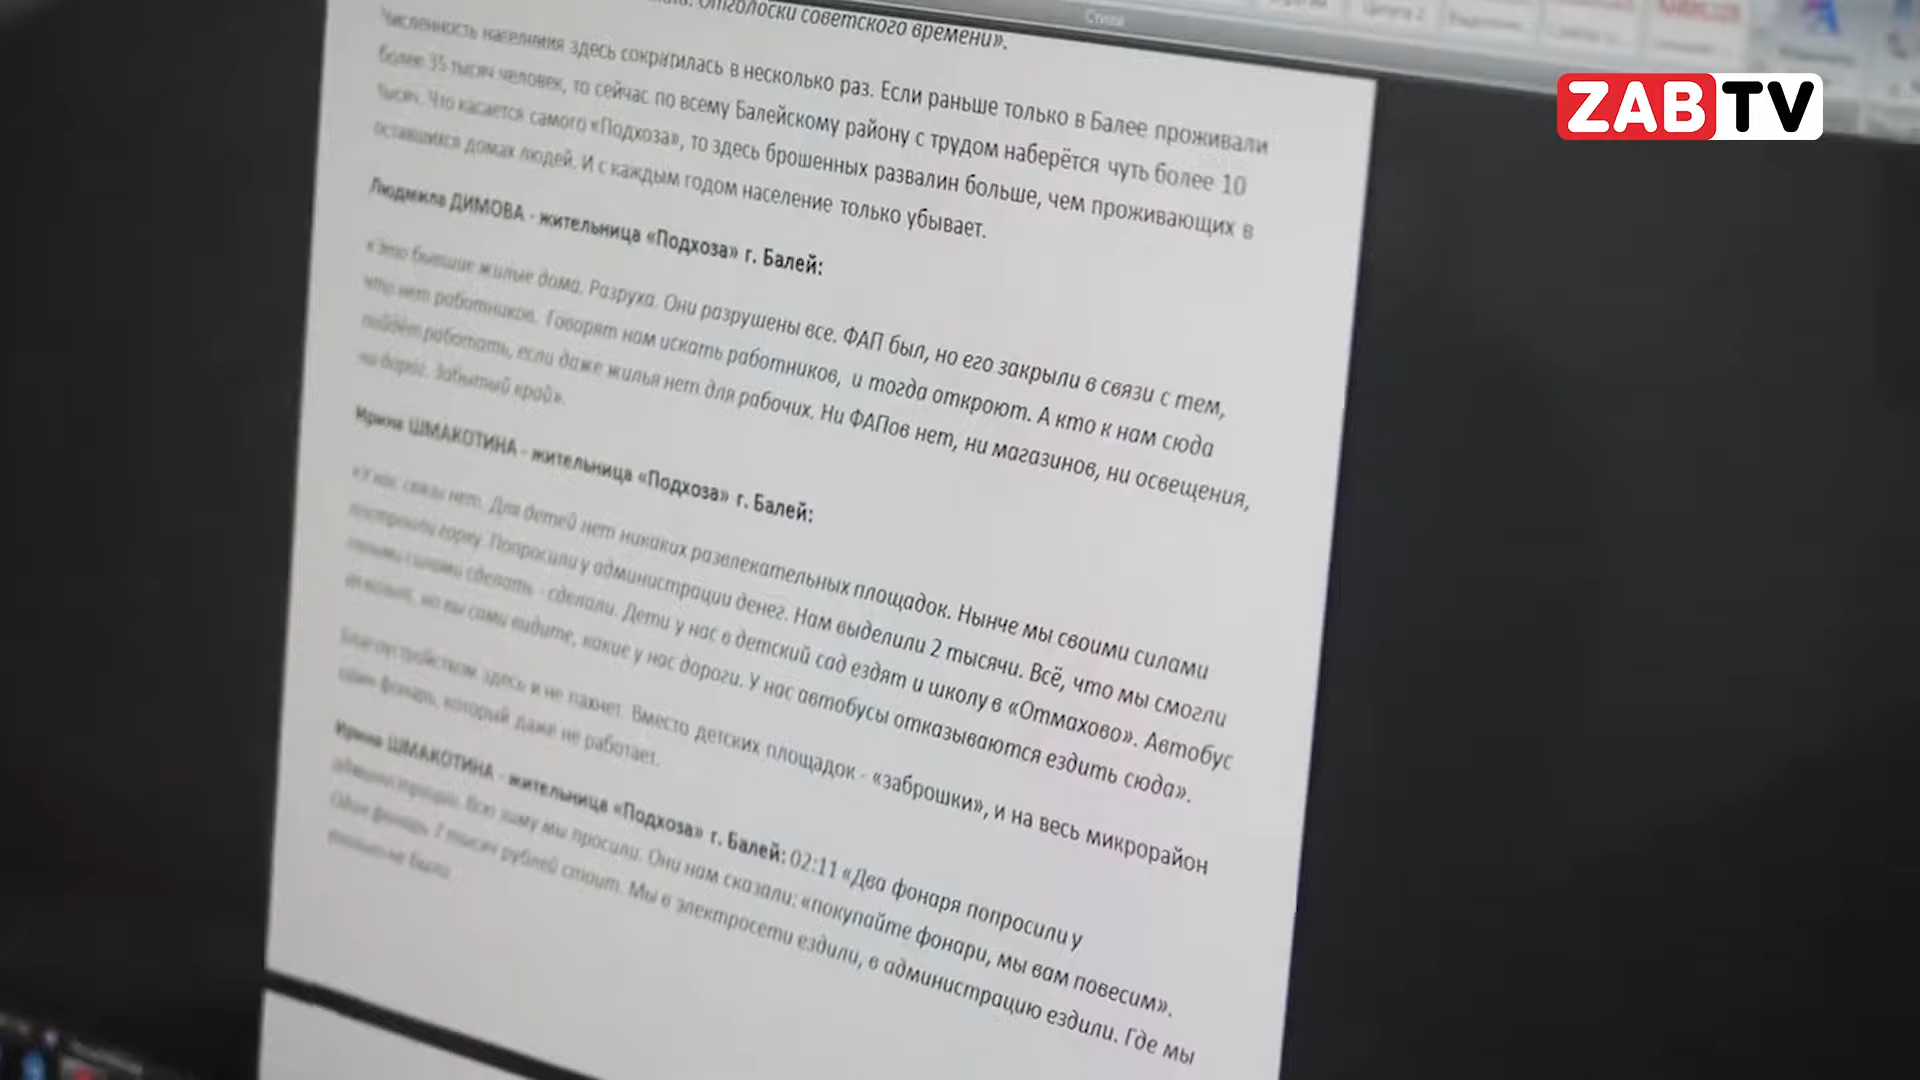 Стили
ZABTV
Отголоски советского времени».
Численность населения здесь сократилась в несколько раз. Если раньше только в Балее проживали
более 35 тысяч человек, то сейчас по всему Балейскому району с трудом наберётся чуть более 10
тысяч. Что касается самого «Подхоза», то здесь брошенных развалин больше, чем проживающих в
оставшихся домах людей. И с каждым годом население только убывает.
Людмила ДИМОВА - жительница «Подхоза» г. Балей:
«Это бывшие жилые дома. Разруха. Они разрушены все. ФАП был, но его закрыли в связи с тем,
что нет работников. Говорят нам искать работников, и тогда откроют. А кто к нам сюда
пойдёт работать, если даже жилья нет для рабочих. Ни ФАПов нет, ни магазинов, ни освещения,
ни дорог. Забытый край».
Ирина ШМАКОТИНА - жительница «Подхоза» г. Балей:
«У нас связи нет. Для детей нет никаких развлекательных площадок. Нынче мы своими силами
построили горку. Попросили у администрации денег. Нам выделили 2 тысячи. Всё, что мы смогли
своими силами сделать - сделали. Дети у нас в детский сад ездят и школу в «Отмахово». Автобус
но вы сами видите, какие у нас дороги. У нас автобусы отказываются ездить сюда».
Благоустройством здесь и не пахнет. Вместо детских площадок - «заброшки», и на весь микрорайон
один фонарь, который даже не работает.
Ирина ШМАКОТИНА - жительница «Подхоза» г. Балей: 02:11 «Два фонаря попросили у
администрации. Всю зиму мы просили. Они нам сказали: «покупайте фонари, мы вам повесим».
Один фонарь 7 тысяч рублей стоит. Мы в электросети ездили, в администрацию ездили. Где мы
только не были